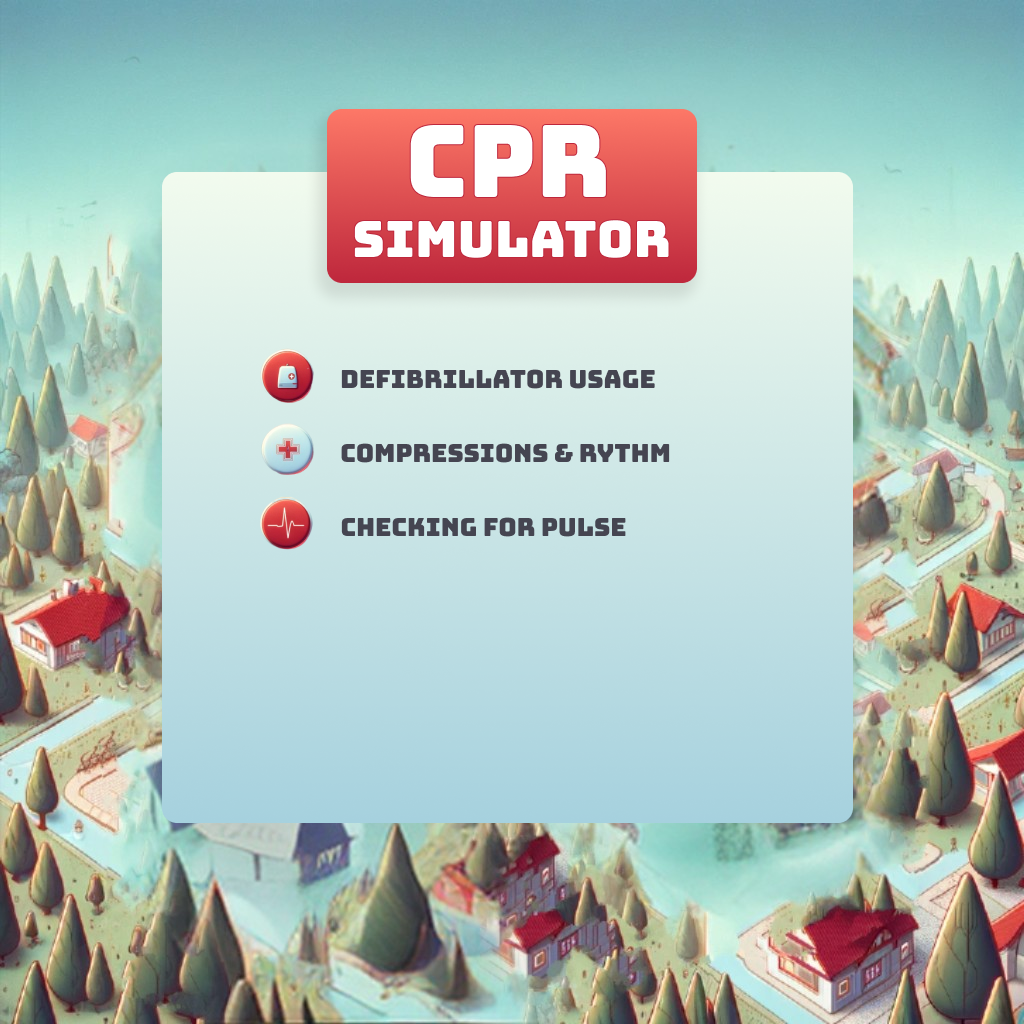 CPR
SIMULATOR
DEFIBRILLATOR USAGE
COMPRESSIONS & RYTHM
CHECKING FOR PULSE